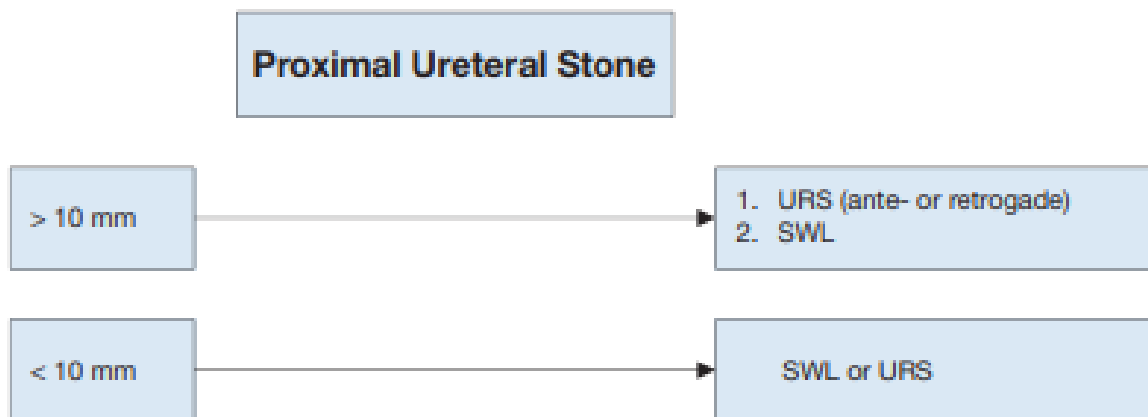 Proximal Ureteral Stone
> 10 mm
1. URS (ante- or retrogade)
2. SWL
< 10 mm
SWL or URS